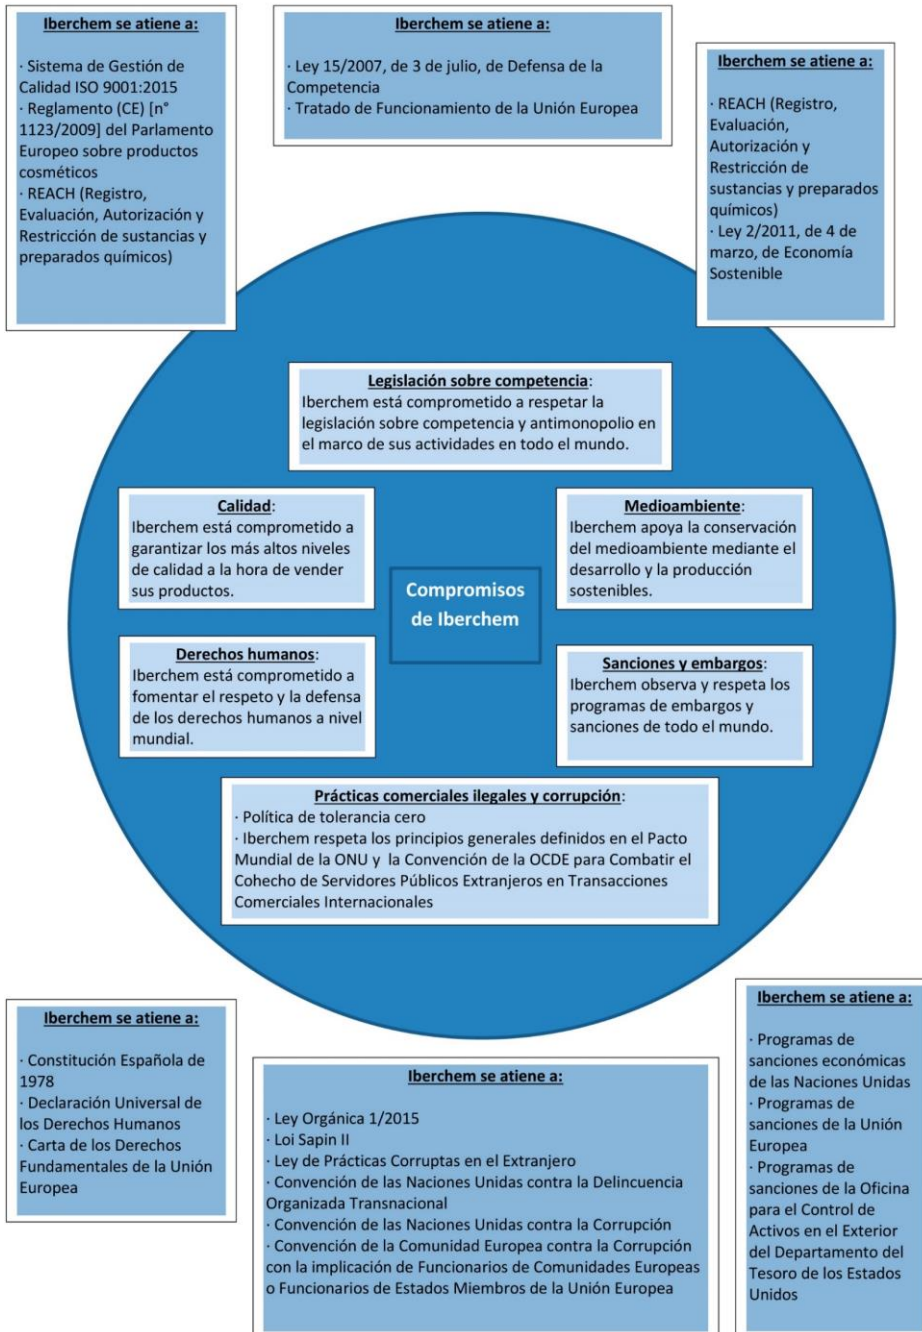 Iberchem se atiene a:
· Sistema de Gestión de
Calidad ISO 9001:2015
· Reglamento (CE) [n°
1123/2009] del Parlamento
Europeo sobre productos
cosméticos
· REACH (Registro,
Evaluación, Autorización y
Restricción de sustancias y
preparados químicos)
Iberchem se atiene a:
· Ley 15/2007, de 3 de julio, de Defensa de la
Competencia
· Tratado de Funcionamiento de la Unión Europea
Iberchem se atiene a:
· REACH (Registro,
Evaluación,
Autorización y
Restricción de
sustancias y preparados
químicos)
· Ley 2/2011, de 4 de
marzo, de Economía
Sostenible
Legislación sobre competencia:
Iberchem está comprometido a respetar la
legislación sobre competencia y antimonopolio en
el marco de sus actividades en todo el mundo.
Calidad:
Iberchem está comprometido a
garantizar los más altos niveles
de calidad a la hora de vender
sus productos.
Medioambiente:
Iberchem apoya la conservación
del medioambiente mediante el
desarrollo y la producción
sostenibles.
Compromisos
de Iberchem
Derechos humanos:
Iberchem está comprometido a
fomentar el respeto y la defensa
de los derechos humanos a nivel
mundial.
Sanciones y embargos:
Iberchem observa y respeta los
programas de embargos y
sanciones de todo el mundo.
Prácticas comerciales ilegales y corrupción:
· Política de tolerancia cero
· Iberchem respeta los principios generales definidos en el Pacto
Mundial de la ONU y la Convención de la OCDE para Combatir el
Cohecho de Servidores Públicos Extranjeros en Transacciones
Comerciales Internacionales
Iberchem se atiene a:
· Constitución Española de
1978
· Declaración Universal de
los Derechos Humanos
· Carta de los Derechos
Fundamentales de la Unión
Europea
Iberchem se atiene a:
· Ley Orgánica 1/2015
· Loi Sapin II
· Ley de Prácticas Corruptas en el Extranjero
· Convención de las Naciones Unidas contra la Delincuencia
Organizada Transnacional
· Convención de las Naciones Unidas contra la Corrupción
· Convención de la Comunidad Europea contra la Corrupción
con la implicación de Funcionarios de Comunidades Europeas
o Funcionarios de Estados Miembros de la Unión Europea
Iberchem se atiene a:
· Programas de
sanciones económicas
de las Naciones Unidas
· Programas de
sanciones de la Unión
Europea
· Programas de
sanciones de la Oficina
para el Control de
Activos en el Exterior
del Departamento del
Tesoro de los Estados
Unidos